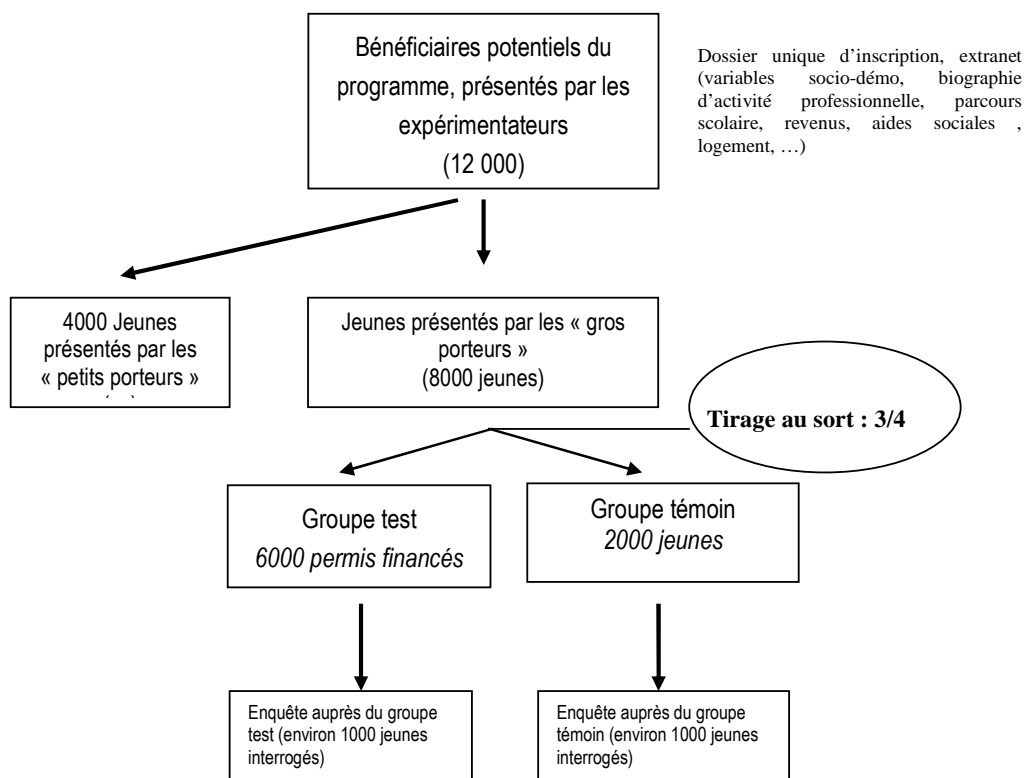 Bénéficiaires potentiels du
programme, présentés par les
expérimentateurs
(12 000)
Dossier unique d'inscription, extranet
(variables socio-démo, biographie
d'activité professionnelle, parcours
scolaire, revenus, aides sociales ,
logement, …)
4000 Jeunes
présentés par les
« petits porteurs »
Jeunes présentés par les « gros
porteurs »
(8000 jeunes)
Tirage au sort : 3/4
Groupe test
6000 permis financés
Groupe témoin
2000 jeunes
Enquête auprès du groupe
test (environ 1000 jeunes
interrogés)
Enquête auprès du groupe
témoin (environ 1000 jeunes
interrogés)